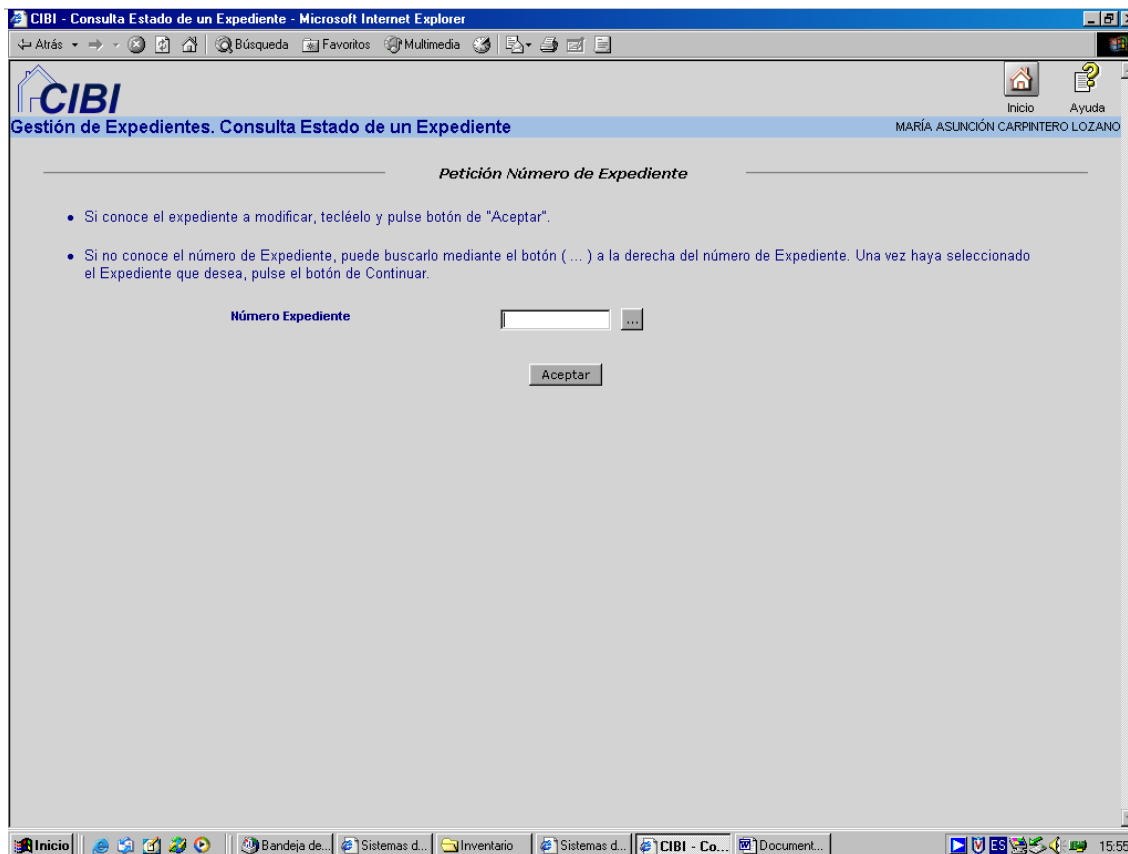 CIBI - Consulta Estado de un Expediente - Microsoft Internet Explorer
Atrás Búsqueda Favoritos Multimedia
CIBI
Inicio Ayuda
Gestión de Expedientes. Consulta Estado de un Expediente MARÍA ASUNCIÓN CARPINTERO LOZANO
Petición Número de Expediente
• Si conoce el expediente a modificar, tecléelo y pulse botón de "Aceptar".
• Si no conoce el número de Expediente, puede buscarlo mediante el botón ( ... ) a la derecha del número de Expediente. Una vez haya seleccionado
el Expediente que desea, pulse el botón de Continuar.
Número Expediente ...
Aceptar
Inicio Bandeja de... Sistemas d... Inventario Sistemas d... CIBI - Co... Document... ES 15:55